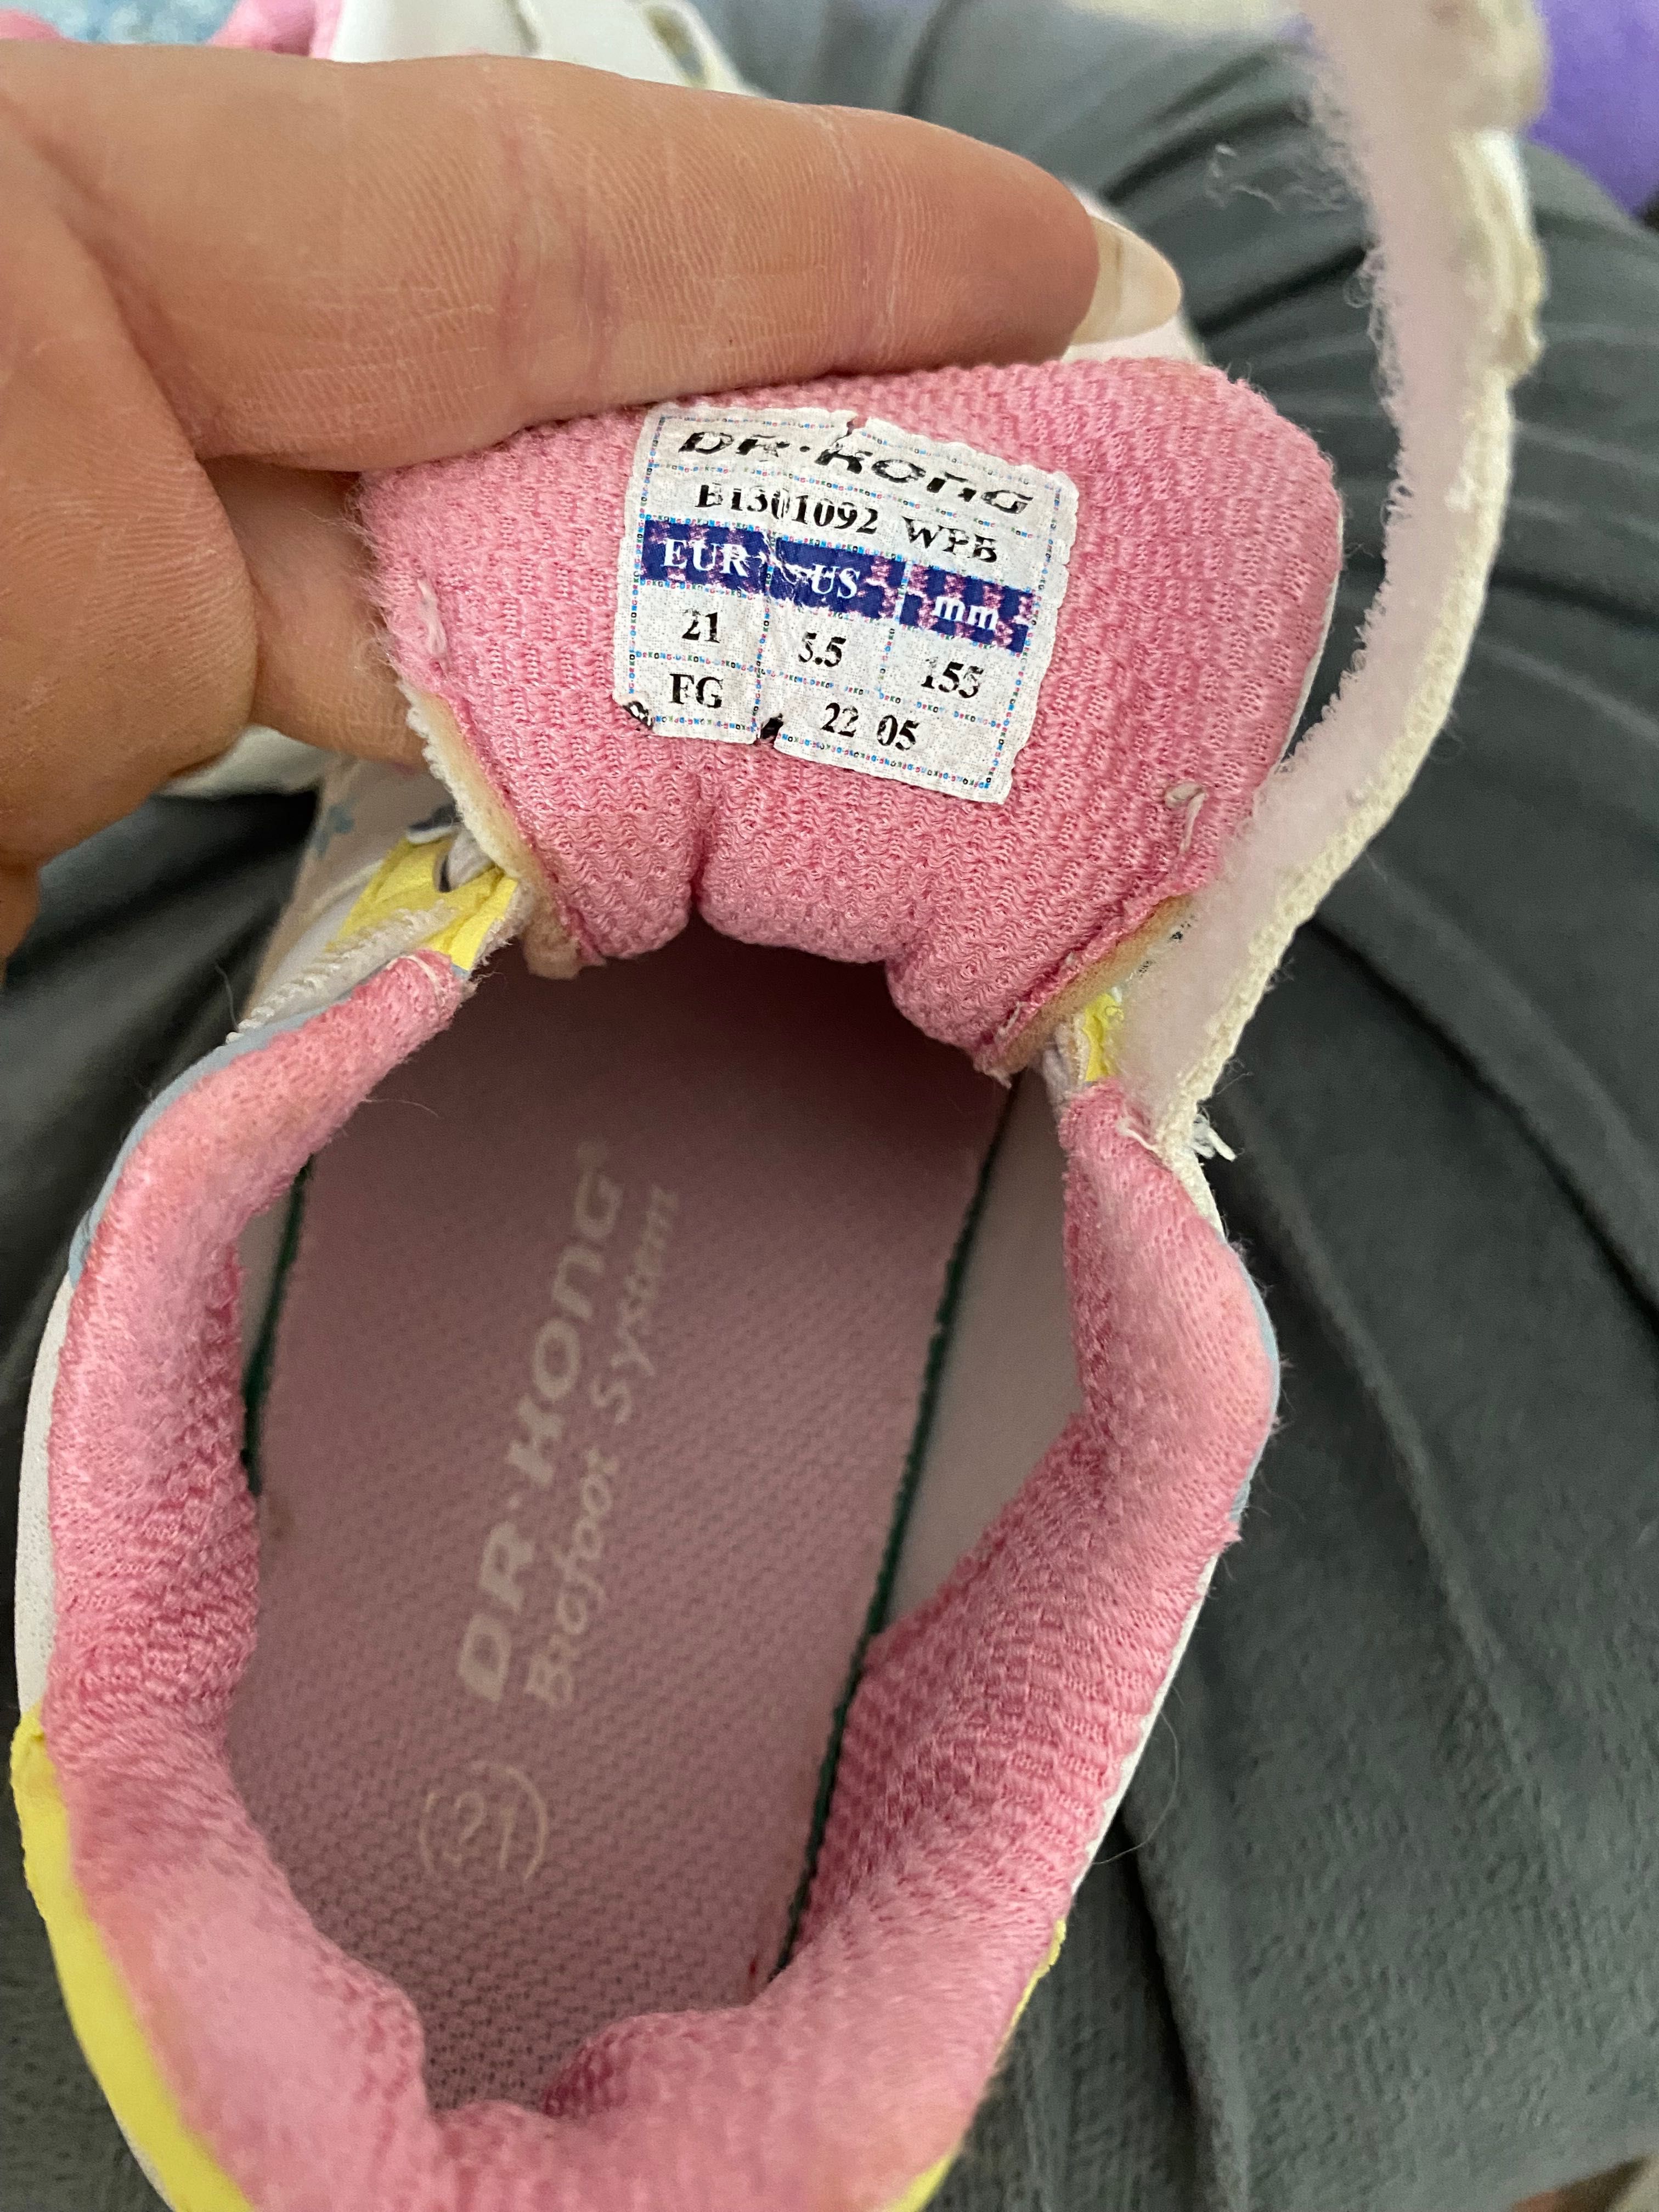 DR·KONG
B1301092 WPB
EUR US mm
21 5.5 155
FG 22 05
DR·KONG
Biofoot System
21